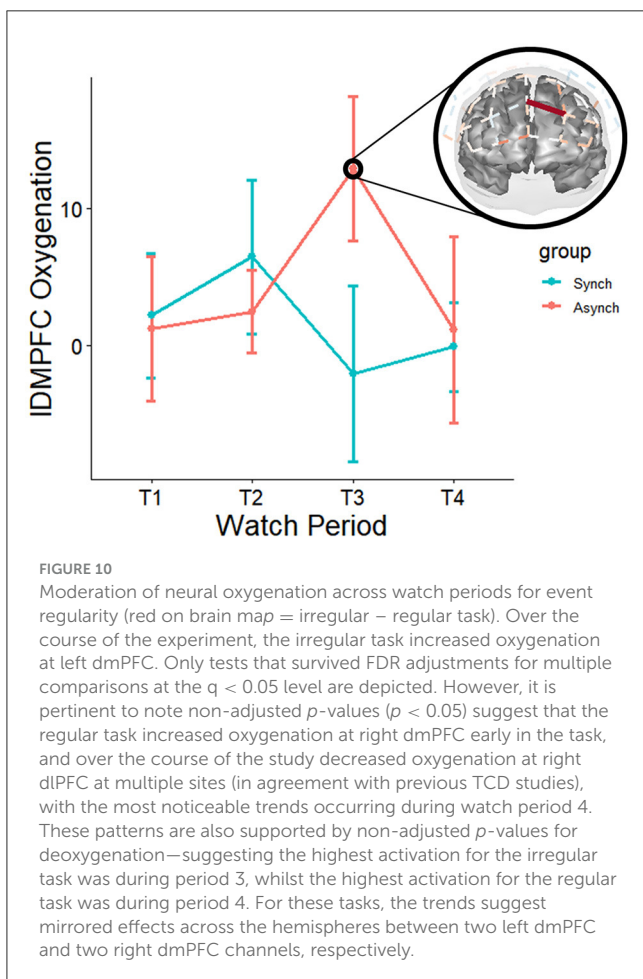 lDMPFC Oxygenation
10
0
group
Synch
Asynch
T1 T2 T3 T4
Watch Period
FIGURE 10
Moderation of neural oxygenation across watch periods for event
regularity (red on brain map = irregular – regular task). Over the
course of the experiment, the irregular task increased oxygenation
at left dmPFC. Only tests that survived FDR adjustments for multiple
comparisons at the q < 0.05 level are depicted. However, it is
pertinent to note non-adjusted p-values (p < 0.05) suggest that the
regular task increased oxygenation at right dmPFC early in the task,
and over the course of the study decreased oxygenation at right
dlPFC at multiple sites (in agreement with previous TCD studies),
with the most noticeable trends occurring during watch period 4.
These patterns are also supported by non-adjusted p-values for
deoxygenation—suggesting the highest activation for the irregular
task was during period 3, whilst the highest activation for the regular
task was during period 4. For these tasks, the trends suggest
mirrored effects across the hemispheres between two left dmPFC
and two right dmPFC channels, respectively.